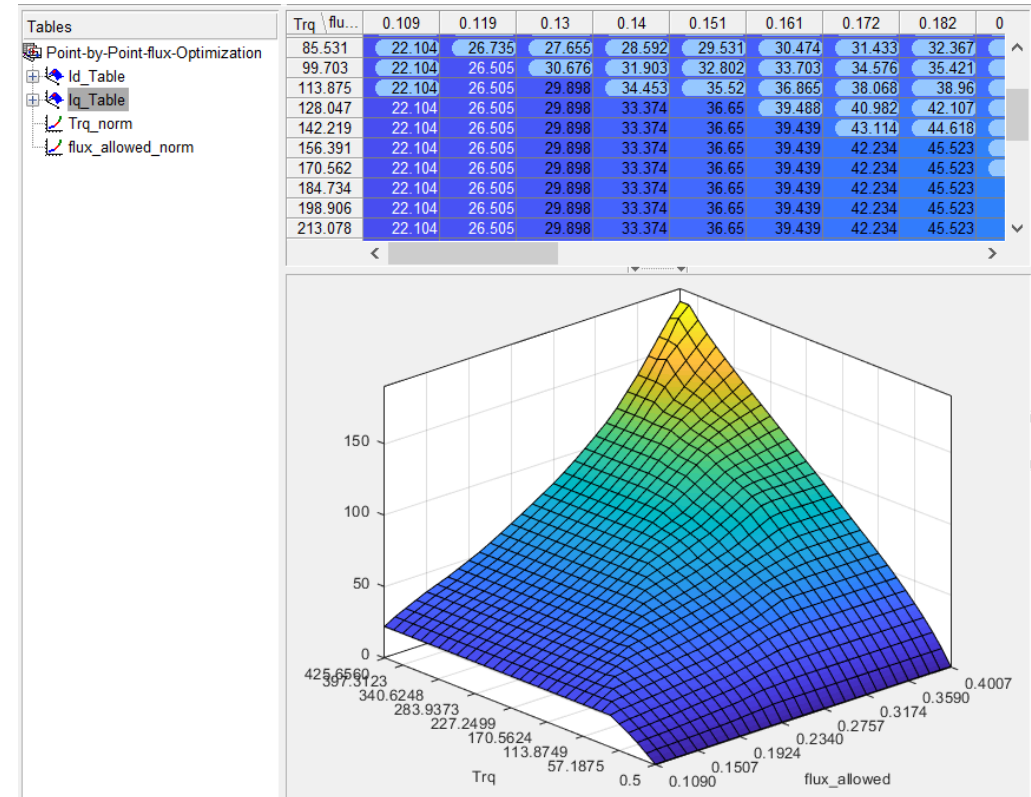 Tables
Point-by-Point-flux-Optimization
Id_Table
Iq_Table
Trq_norm
flux_allowed_norm
Trq \flu... 0.109 0.119 0.13 0.14 0.151 0.161 0.172 0.182 0
85.531 22.104 26.735 27.655 28.592 29.531 30.474 31.433 32.367
99.703 22.104 26.505 30.676 31.903 32.802 33.703 34.576 35.421
113.875 22.104 26.505 29.898 34.453 35.52 36.865 38.068 38.96
128.047 22.104 26.505 29.898 33.374 36.65 39.488 40.982 42.107
142.219 22.104 26.505 29.898 33.374 36.65 39.439 43.114 44.618
156.391 22.104 26.505 29.898 33.374 36.65 39.439 42.234 45.523
170.562 22.104 26.505 29.898 33.374 36.65 39.439 42.234 45.523
184.734 22.104 26.505 29.898 33.374 36.65 39.439 42.234 45.523
198.906 22.104 26.505 29.898 33.374 36.65 39.439 42.234 45.523
213.078 22.104 26.505 29.898 33.374 36.65 39.439 42.234 45.523
150
100
50
0
425.6560
397.3123
340.6248
283.9373
227.2499
170.5624
113.8749
57.1875
0.5
Trq
0.4007
0.3590
0.3174
0.2757
0.2340
0.1924
0.1507
0.1090
flux_allowed